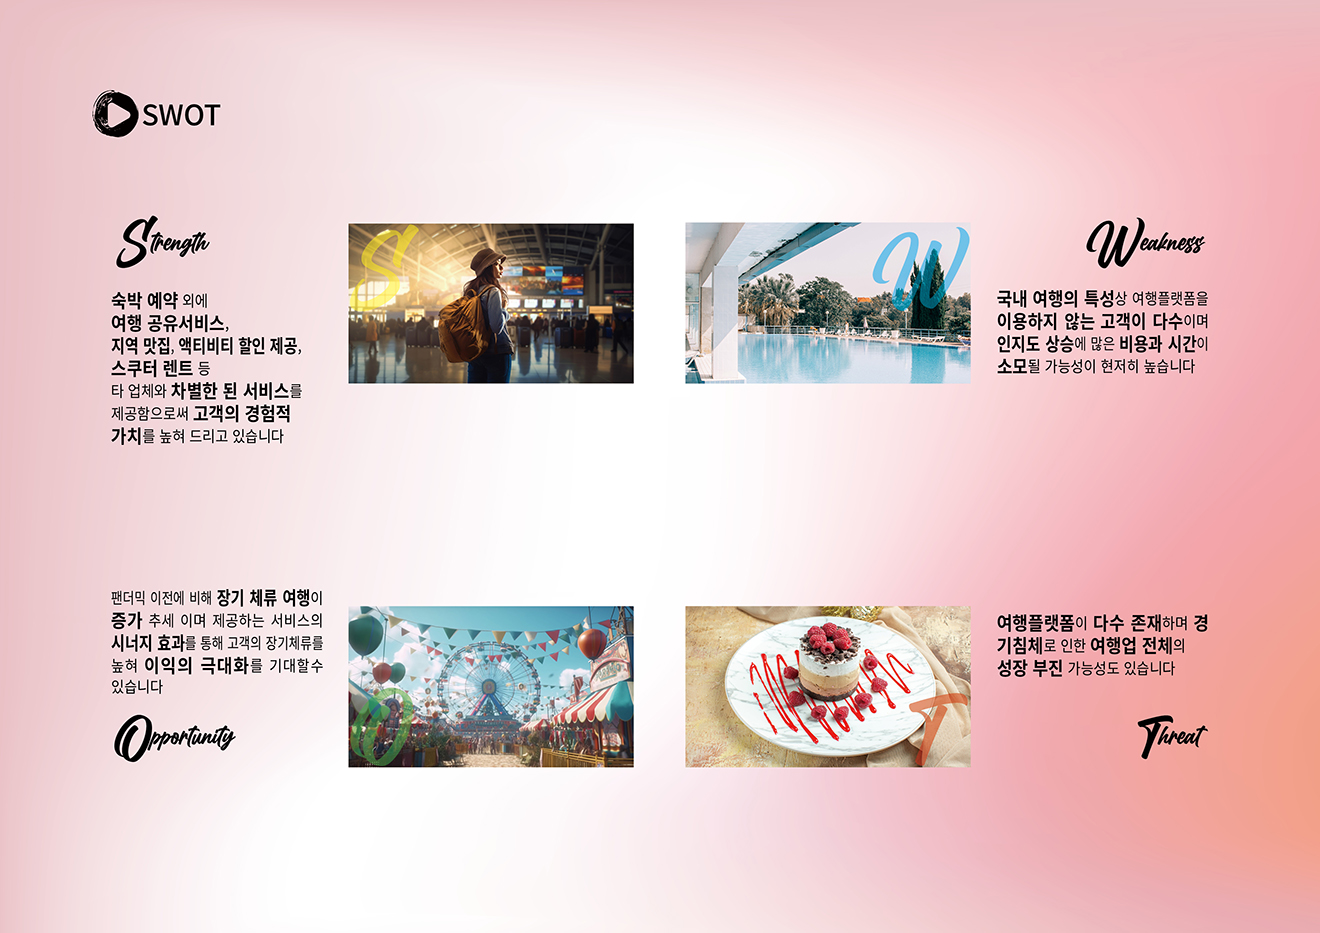 SWOT
Strength
숙박 예약 외에
여행 공유서비스,
지역 맛집, 액티비티 할인 제공,
스쿠터 렌트 등
타 업체와 차별한 된 서비스를
제공함으로써 고객의 경험적
가치를 높혀 드리고 있습니다
S
W
Weakness
국내 여행의 특성상 여행플랫폼을
이용하지 않는 고객이 다수이며
인지도 상승에 많은 비용과 시간이
소모될 가능성이 현저히 높습니다
팬더믹 이전에 비해 장기 체류 여행이
증가 추세 이며 제공하는 서비스의
시너지 효과를 통해 고객의 장기체류를
높혀 이익의 극대화를 기대할수
있습니다
Opportunity
O
T
여행플랫폼이 다수 존재하며 경
기침체로 인한 여행업 전체의
성장 부진 가능성도 있습니다
Threat